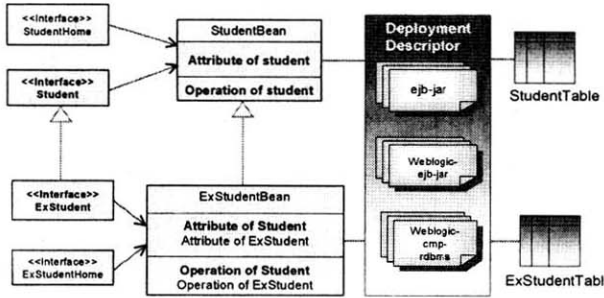 <<Interface>>
StudentHome
<<Interface>>
Student
<<Interface>>
ExStudent
<<Interface>>
ExStudentHome
StudentBean
Attribute of student
Operation of student
ExStudentBean
Attribute of Student
Attribute of ExStudent
Operation of Student
Operation of ExStudent
Deployment
Descriptor
ejb-jar
Weblogic-
ejb-jar
Weblogic-
cmp-
rdbms
StudentTable
ExStudentTabl